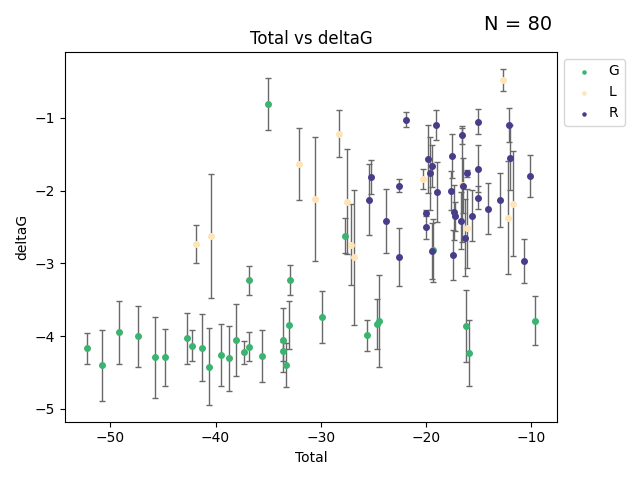 N = 80
Total vs deltaG
G
L
R
−1
−2
−3
−4
−5
deltaG
−50
−40
−30
−20
−10
Total